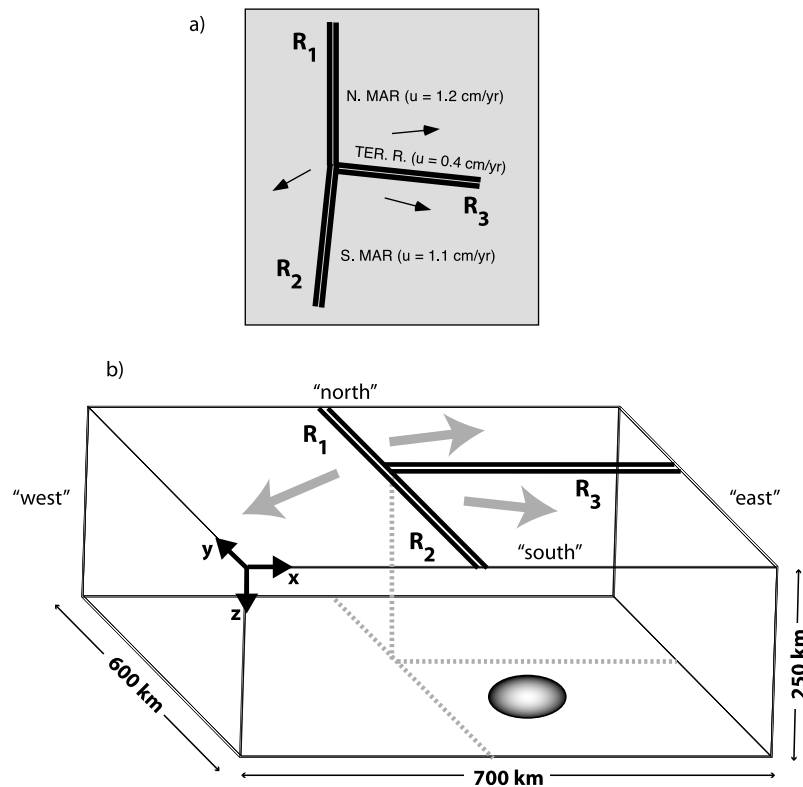 a)
R1
N. MAR (u = 1.2 cm/yr)
TER. R. (u = 0.4 cm/yr)
R3
S. MAR (u = 1.1 cm/yr)
R2
b)
“north”
R1
“west”
R3
“east”
R2
“south”
y
x
z
600 km
250 km
700 km